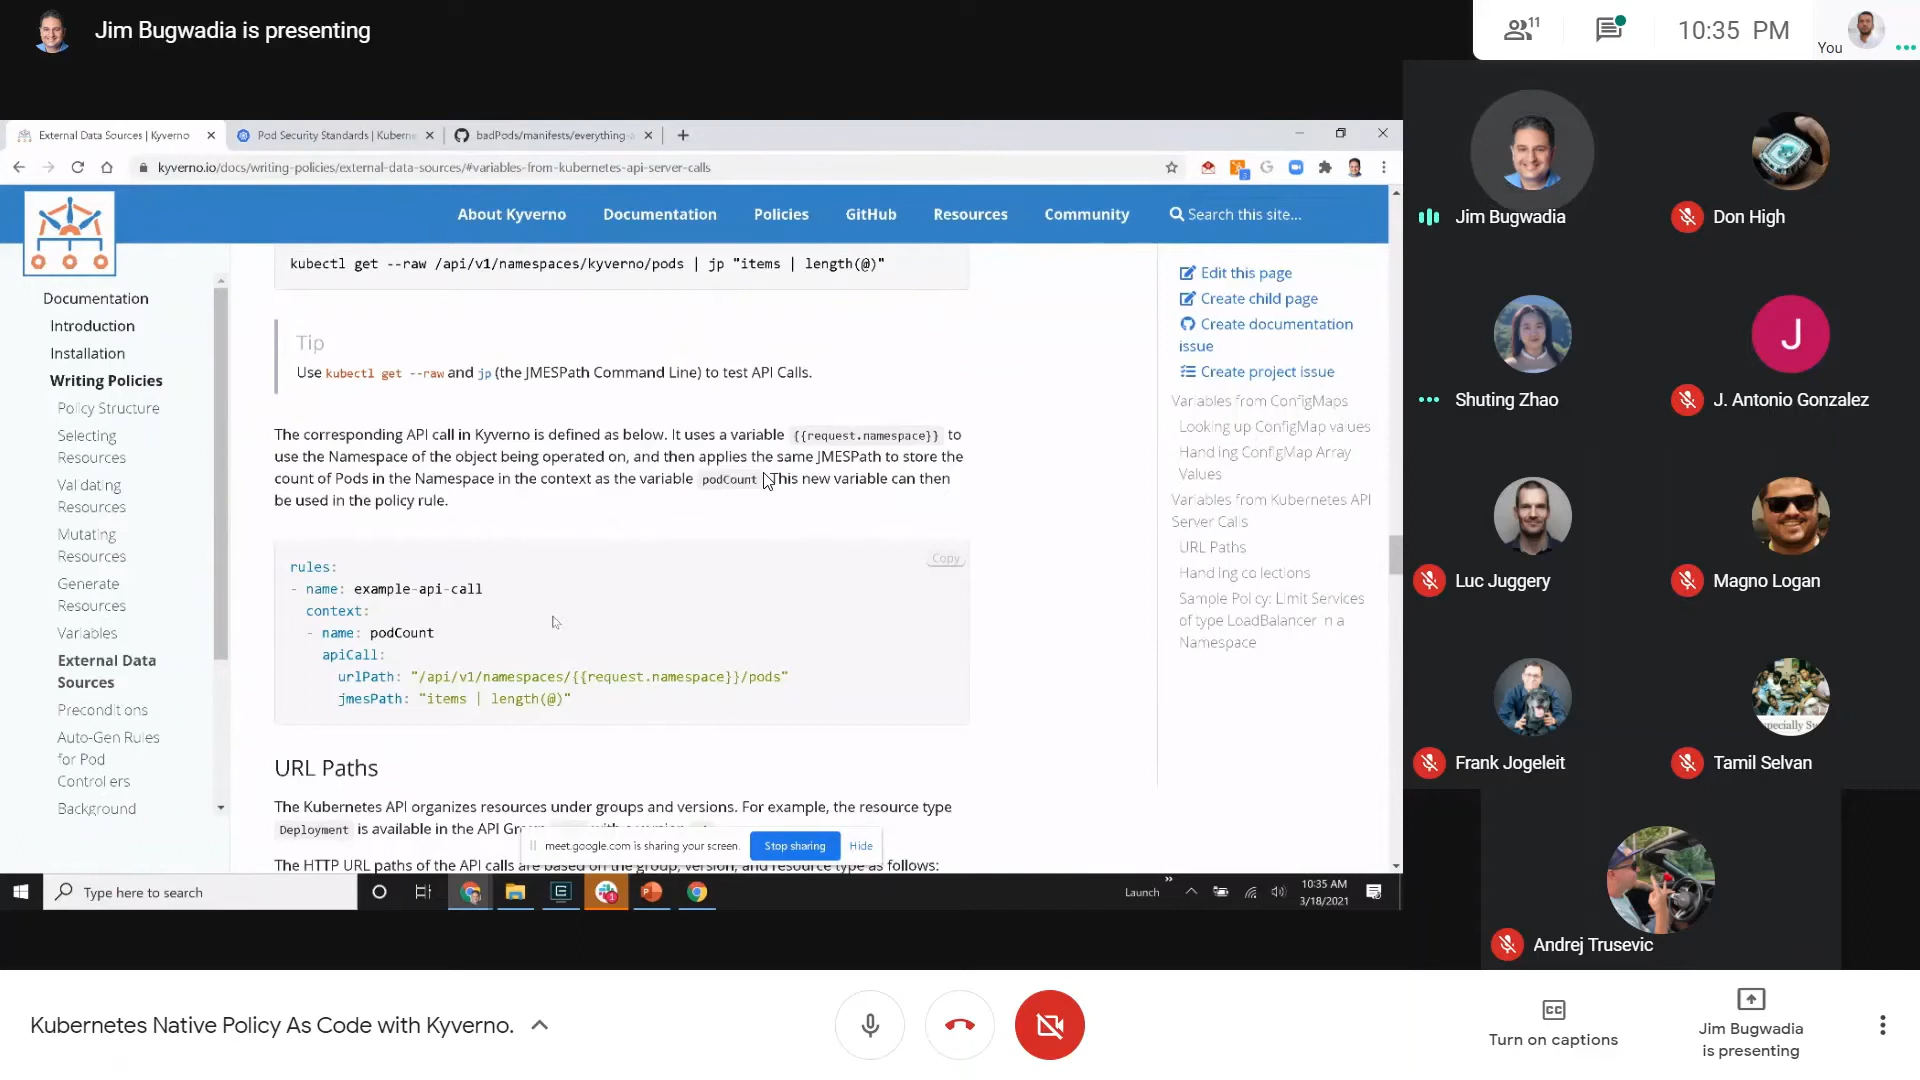 Jim Bugwadia is presenting
11
10:35 PM
You
External Data Sources | Kyverno
Pod Security Standards | Kuberne
badPods/manifests/everything-
kyverno.io/docs/writing-policies/external-data-sources/#variables-from-kubernetes-api-server-calls
About Kyverno
Documentation
Policies
GitHub
Resources
Community
Search this site...
Documentation
Introduction
Installation
Writing Policies
Policy Structure
Selecting
Resources
Validating
Resources
Mutating
Resources
Generate
Resources
Variables
External Data
Sources
Preconditions
Auto-Gen Rules
for Pod
Controllers
Background
kubectl get --raw /api/v1/namespaces/kyverno/pods | jp "items | length(@)"
Tip
Use kubectl get --raw and jp (the JMESPath Command Line) to test API Calls.
The corresponding API call in Kyverno is defined as below. It uses a variable {{request.namespace}} to
use the Namespace of the object being operated on, and then applies the same JMESPath to store the
count of Pods in the Namespace in the context as the variable podCount This new variable can then
be used in the policy rule.
Copy
rules:
- name: example-api-call
context:
- name: podCount
apiCall:
urlPath: "/api/v1/namespaces/{{request.namespace}}/pods"
jmesPath: "items | length(@)"
URL Paths
The Kubernetes API organizes resources under groups and versions. For example, the resource type
Deployment is available in the API
The HTTP URL paths of the API calls are based on the group, version, and resource type as follows:
meet.google.com is sharing your screen.
Stop sharing
Hide
Edit this page
Create child page
Create documentation
issue
Create project issue
Variables from ConfigMaps
Looking up ConfigMap values
Handling ConfigMap Array
Values
Variables from Kubernetes API
Server Calls
URL Paths
Handling collections
Sample Policy: Limit Services
of type LoadBalancer in a
Namespace
Type here to search
Launch
10:35 AM
3/18/2021
Jim Bugwadia
Don High
Shuting Zhao
J
J. Antonio Gonzalez
Luc Juggery
Magno Logan
Frank Jogeleit
Tamil Selvan
Andrej Trusevic
Kubernetes Native Policy As Code with Kyverno.
CC
Turn on captions
Jim Bugwadia
is presenting